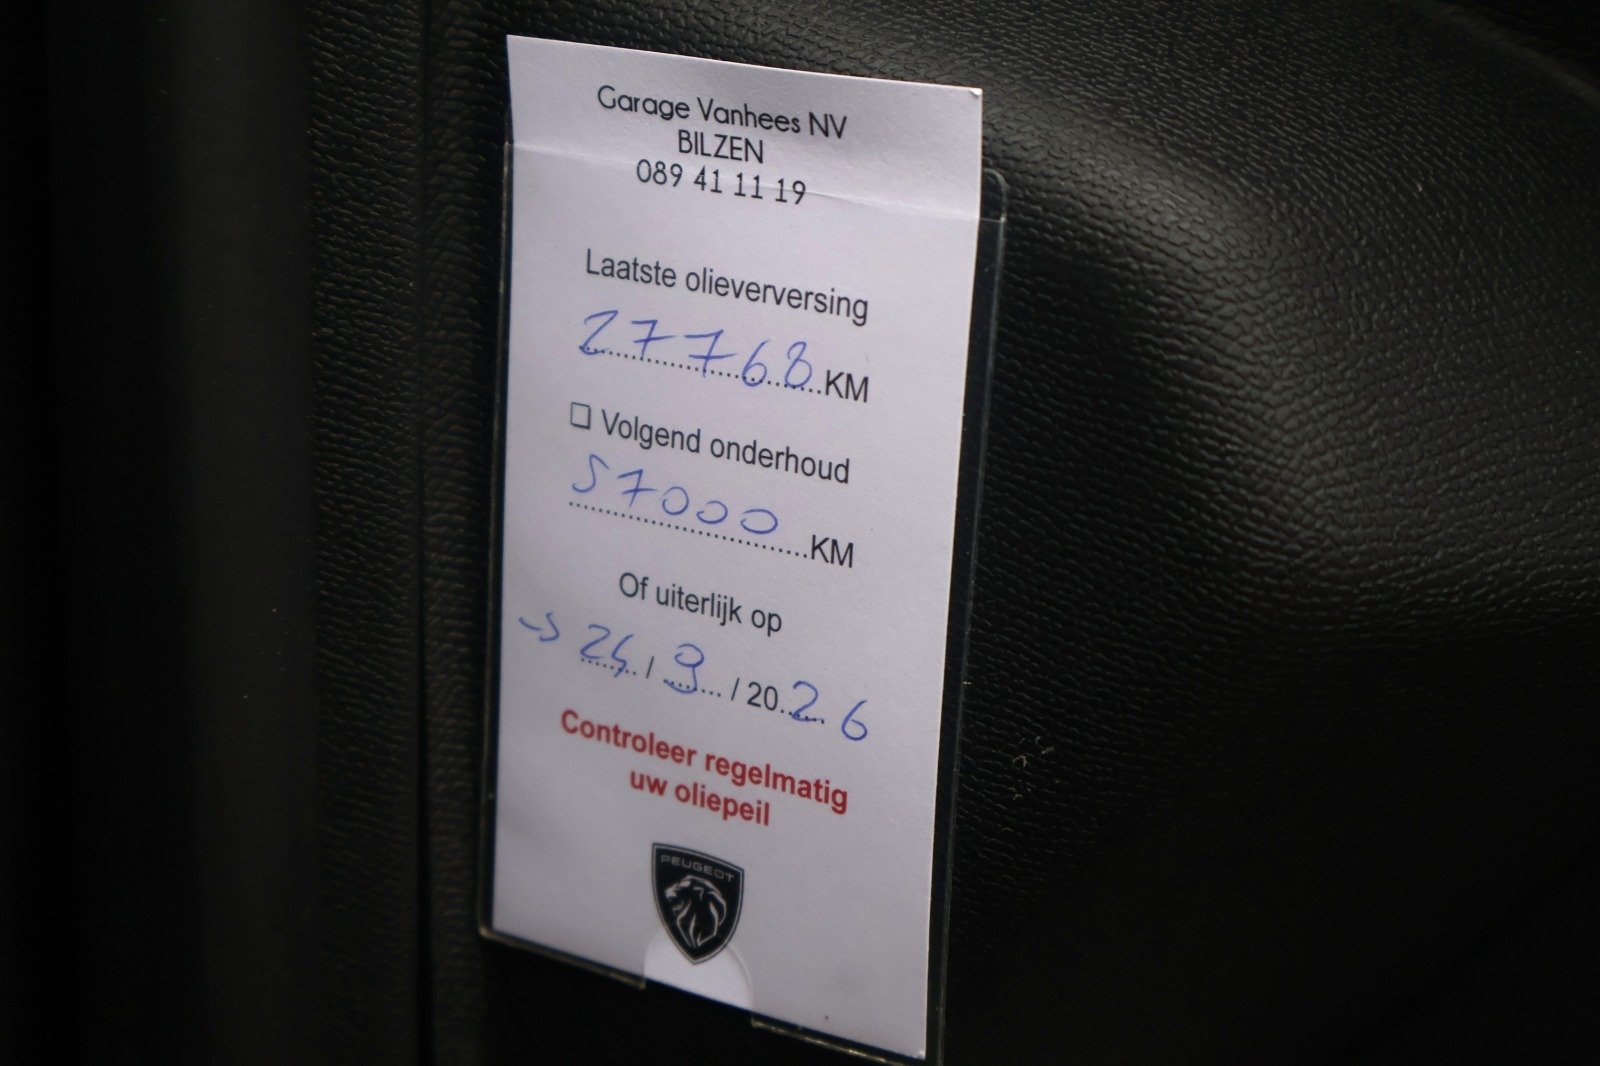 Garage Vanhees NV
BILZEN
089 41 11 19
Laatste olieverversing
27768 KM
❑ Volgend onderhoud
57000 KM
Of uiterlijk op
→ 24 / 9 / 2026
Controleer regelmatig
uw oliepeil
PEUGEOT